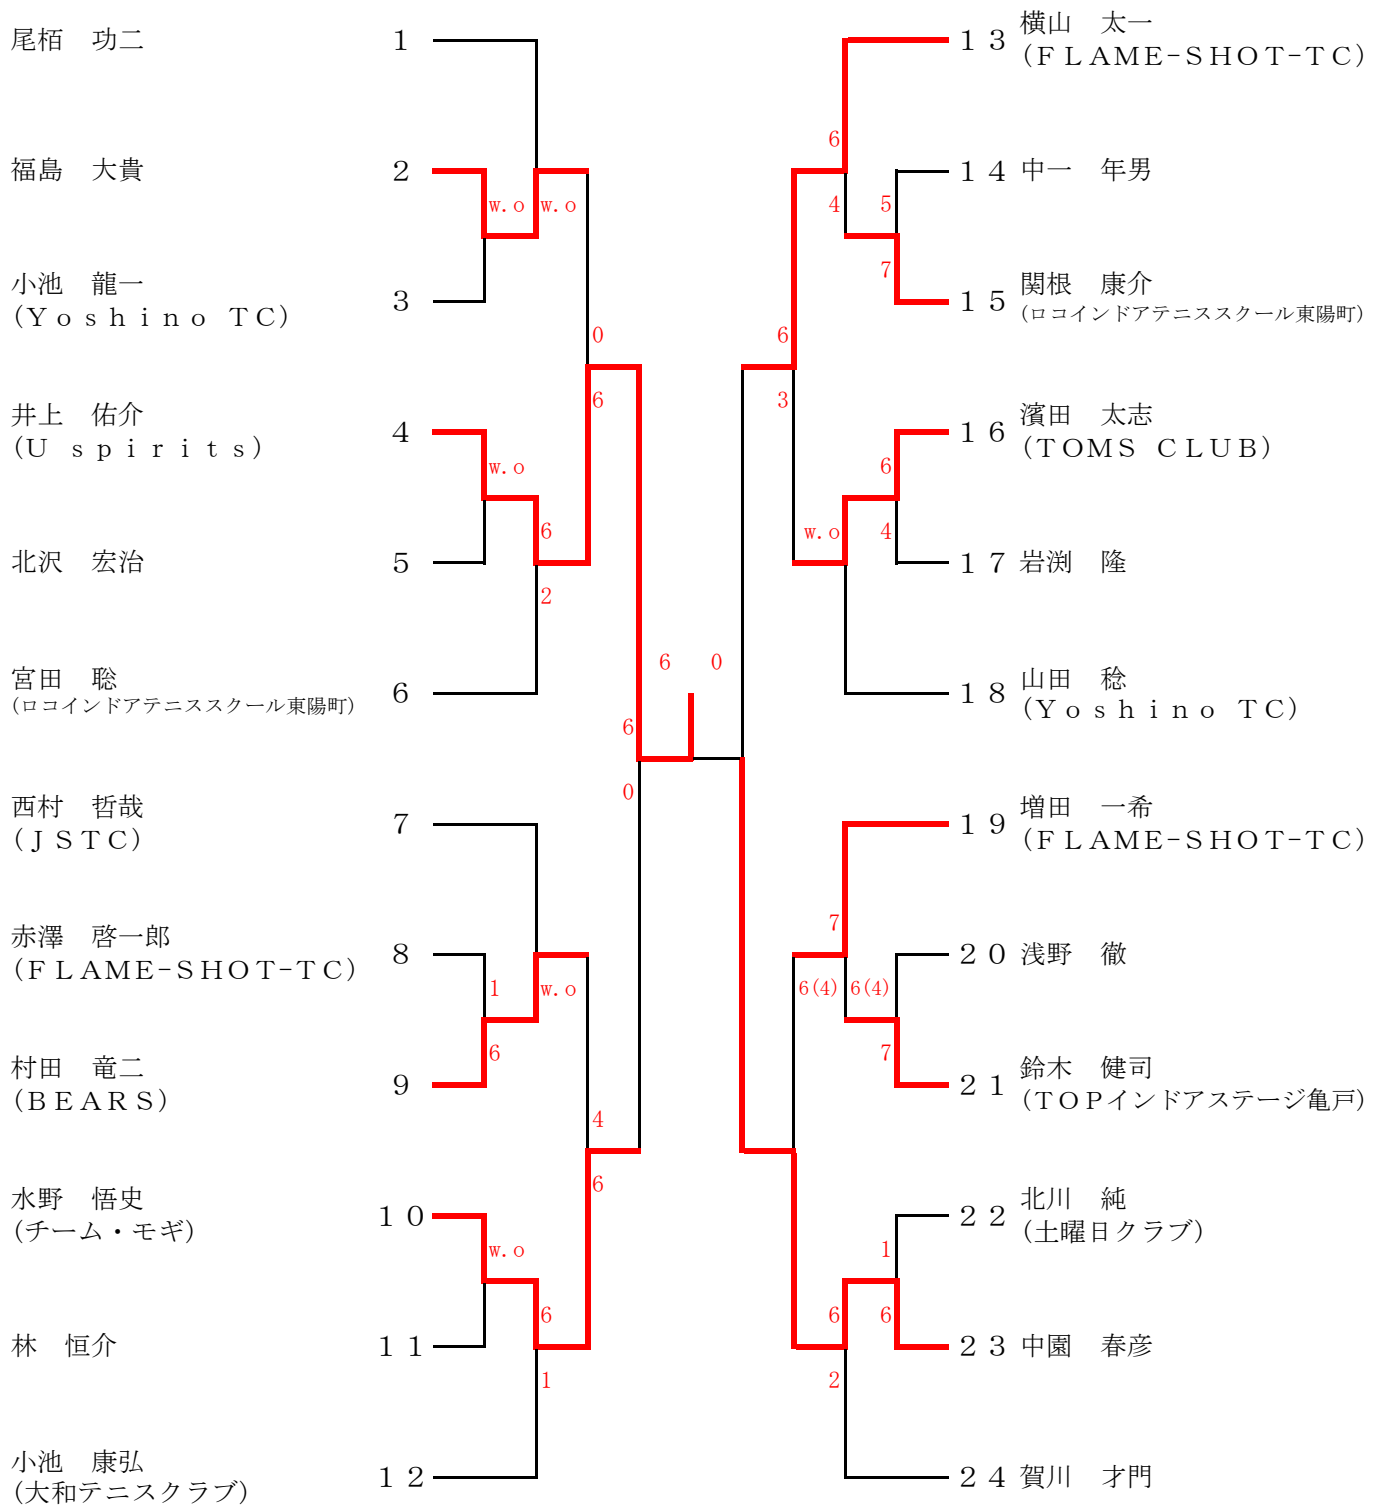 尾栢　功二 1
福島　大貴 2
小池　龍一
(Yoshino TC) 3
井上　佑介
(U spirits) 4
北沢　宏治 5
宮田　聡
(ロコインドアテニススクール東陽町) 6
西村　哲哉
(JSTC) 7
赤澤　啓一郎
(FLAME-SHOT-TC) 8
村田　竜二
(BEARS) 9
水野　悟史
(チーム・モギ) 10
林　恒介 11
小池　康弘
(大和テニスクラブ) 12
w.o w.o
0
6
w.o
6
2
6
0
1 w.o
6
4
6
w.o
6
1
6 0
13 横山　太一
(FLAME-SHOT-TC)
14 中一　年男
15 関根　康介
(ロコインドアテニススクール東陽町)
16 濱田　太志
(TOMS CLUB)
17 岩渕　隆
18 山田　稔
(Yoshino TC)
19 増田　一希
(FLAME-SHOT-TC)
20 浅野　徹
21 鈴木　健司
(TOPインドアステージ亀戸)
22 北川　純
(土曜日クラブ)
23 中園　春彦
24 賀川　才門
6
4 5
7
6
3
6
w.o 4
7
6(4) 6(4)
7
1
6 6
2